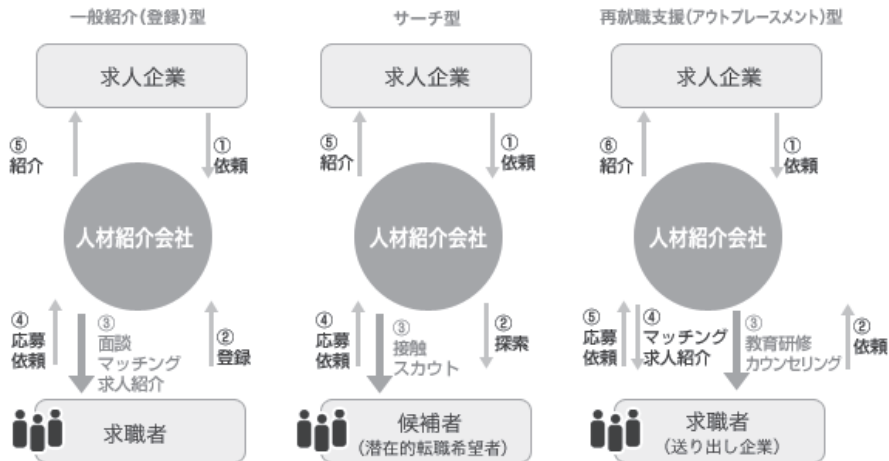 一般紹介(登録)型
求人企業
⑤
紹介
①
依頼
人材紹介会社
④
応募
依頼
③
面談
マッチング
求人紹介
②
登録
求職者
サーチ型
求人企業
⑤
紹介
①
依頼
人材紹介会社
④
応募
依頼
③
接触
スカウト
②
探索
候補者
(潜在的転職希望者)
再就職支援(アウトプレースメント)型
求人企業
⑥
紹介
①
依頼
人材紹介会社
⑤
応募
依頼
④
マッチング
求人紹介
③
教育研修
カウンセリング
②
依頼
求職者
(送り出し企業)